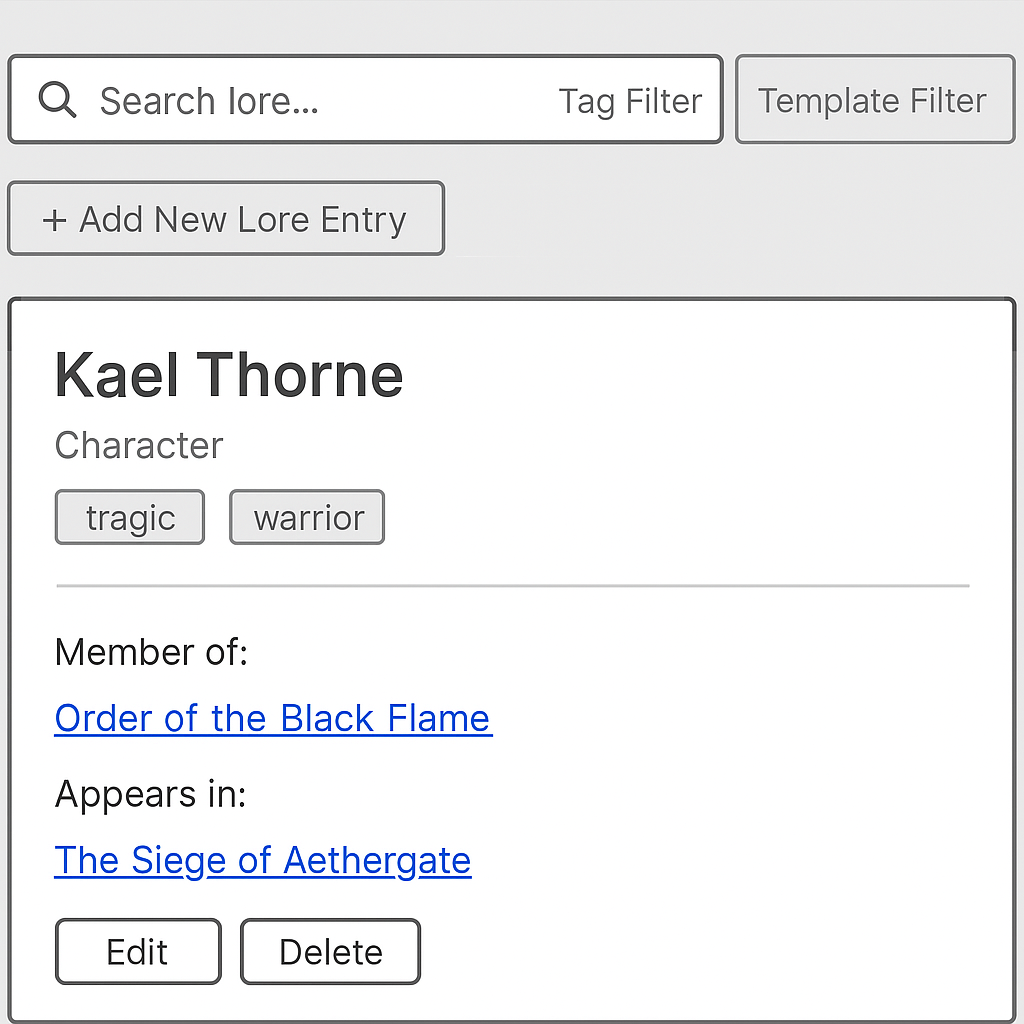 Search lore... Tag Filter Template Filter
+ Add New Lore Entry
Kael Thorne
Character
tragic warrior
Member of:
Order of the Black Flame
Appears in:
The Siege of Aethergate
Edit Delete